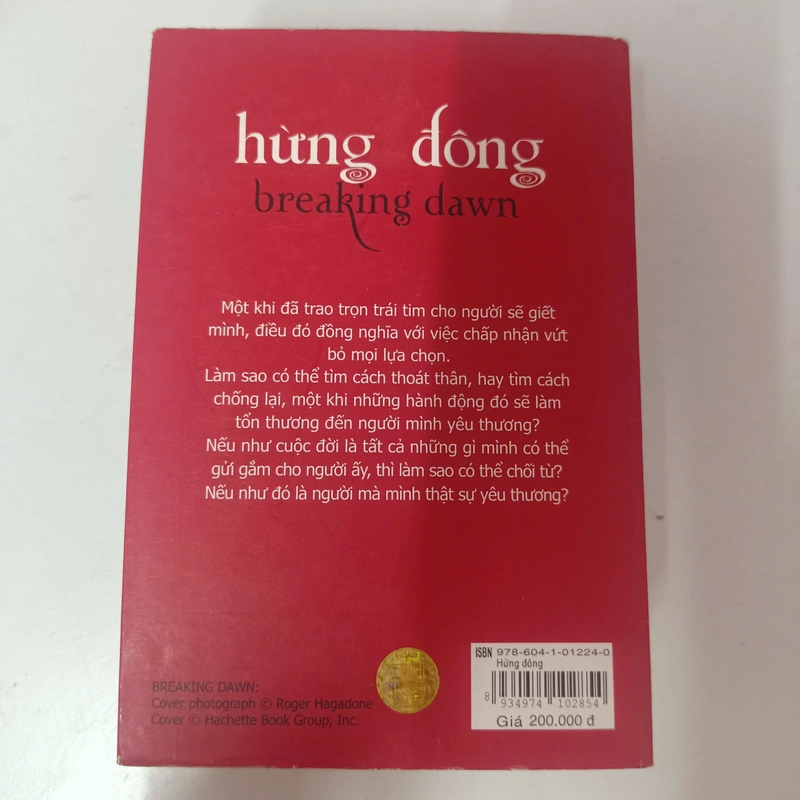 hừng đông
breaking dawn
Một khi đã trao trọn trái tim cho người sẽ giết
mình, điều đó đồng nghĩa với việc chấp nhận vứt
bỏ mọi lựa chọn.
Làm sao có thể tìm cách thoát thân, hay tìm cách
chống lại, một khi những hành động đó sẽ làm
tổn thương đến người mình yêu thương?
Nếu như cuộc đời là tất cả những gì mình có thể
gửi gắm cho người ấy, thì làm sao có thể chối từ?
Nếu như đó là người mà mình thật sự yêu thương?
BREAKING DAWN:
Cover photograph © Roger Hagadone
Cover © Hachette Book Group, Inc.
ISBN 978-604-1-01224-0
Hừng đông
8 934974 102854
Giá 200.000 đ